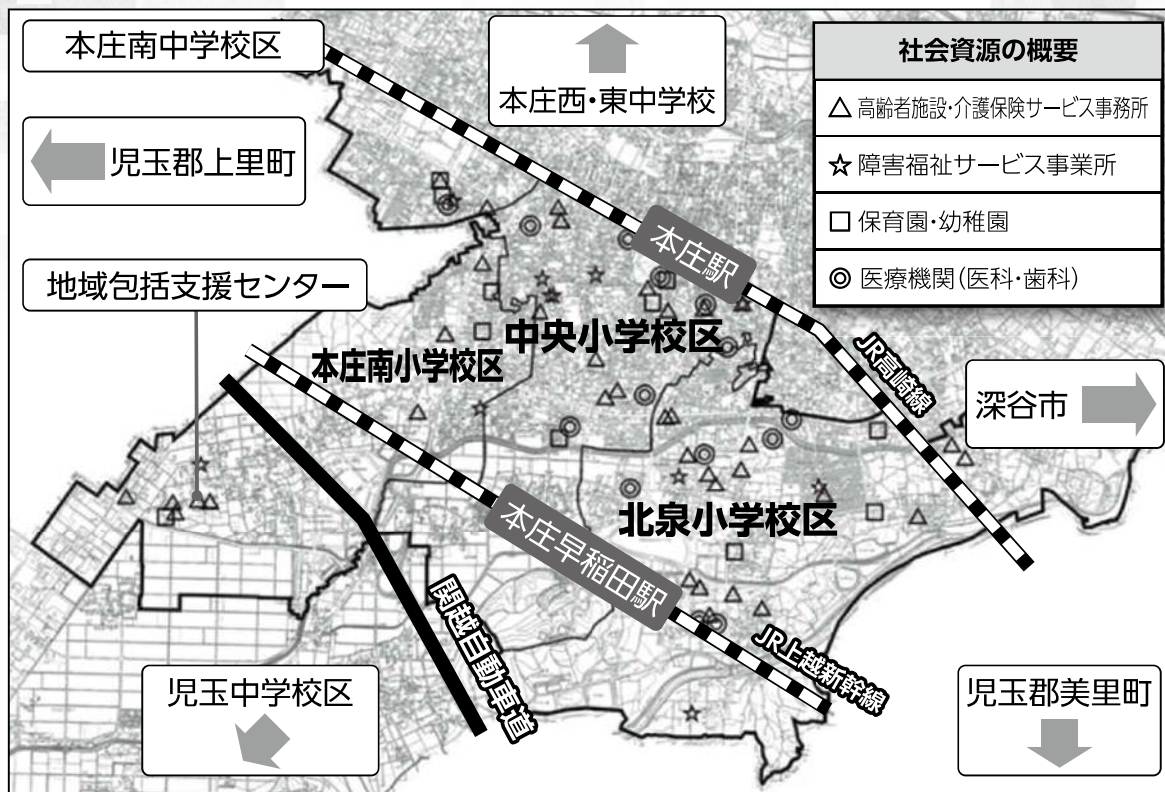 本庄南中学校区
本庄西・東中学校
社会資源の概要
△ 高齢者施設・介護保険サービス事務所
☆ 障害福祉サービス事業所
□ 保育園・幼稚園
◎ 医療機関(医科・歯科)
児玉郡上里町
地域包括支援センター
本庄駅
中央小学校区
本庄南小学校区
JR高崎線
深谷市
北泉小学校区
本庄早稲田駅
関越自動車道
JR上越新幹線
児玉中学校区
児玉郡美里町